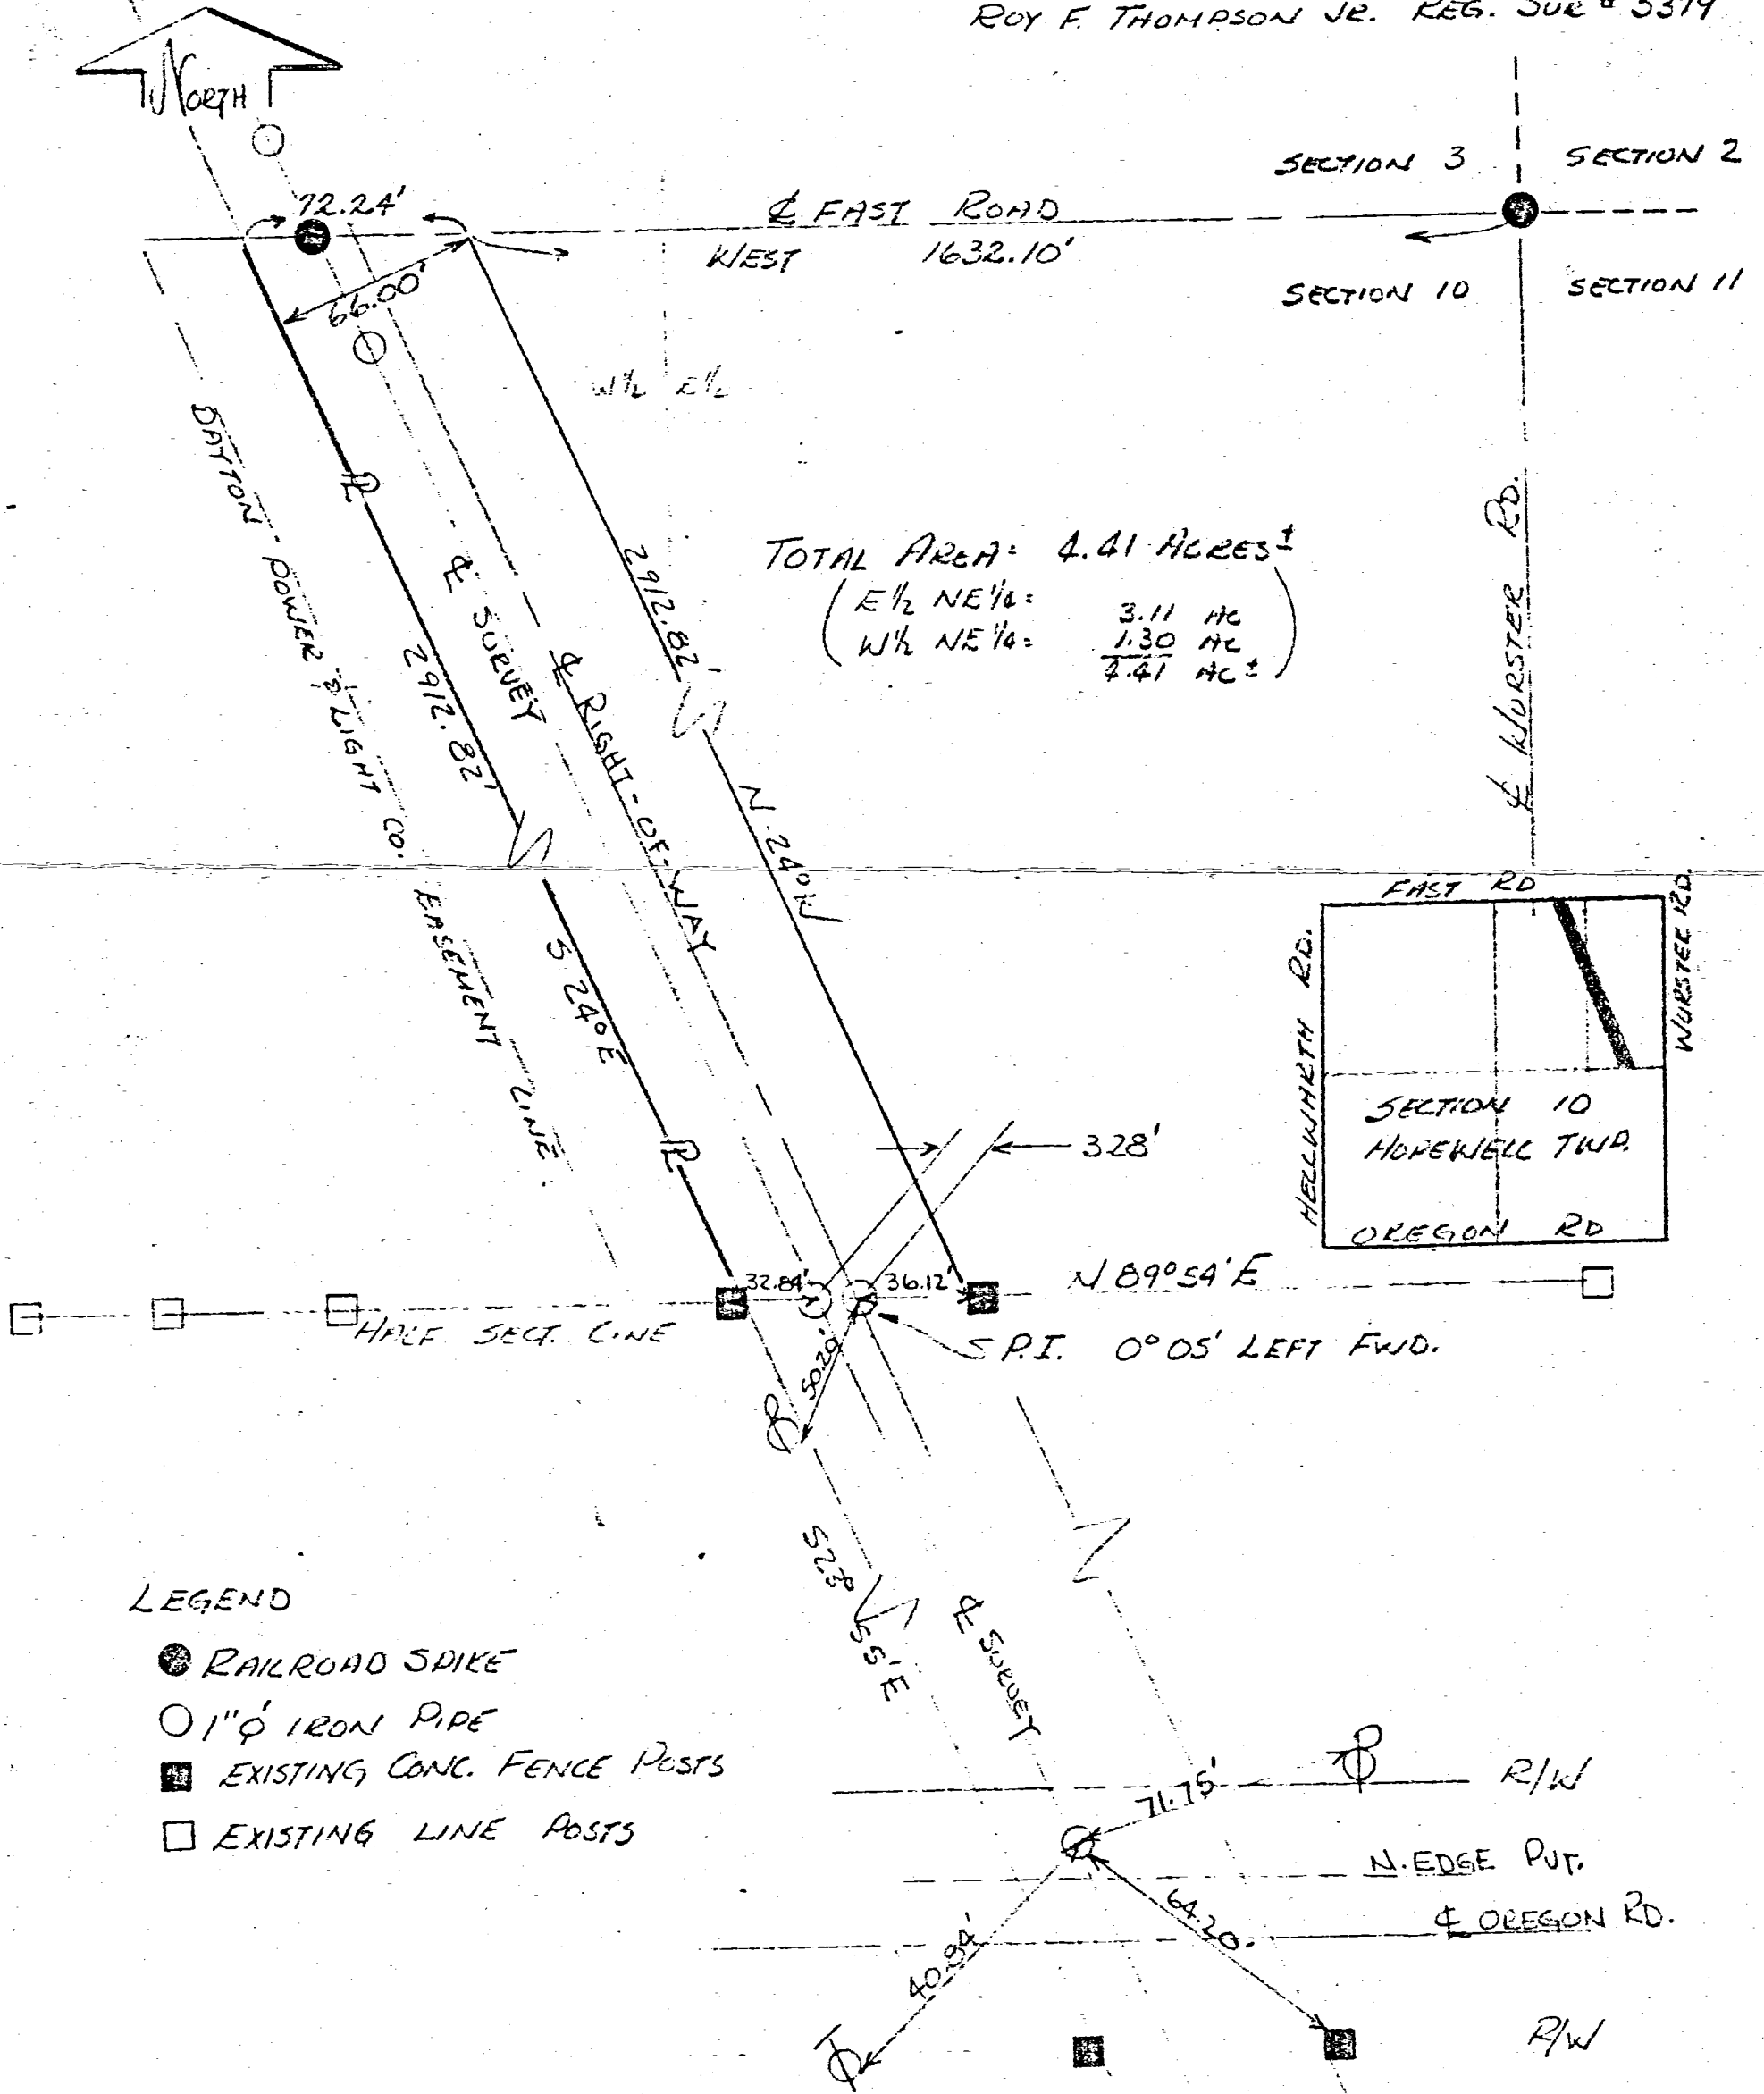 ROY F. THOMPSON JR. REG. SUR # 5379
NORTH
SECTION 3 SECTION 2
72.24'
℄ FAST ROAD
WEST 1632.10'
SECTION 10 SECTION 11
66.00'
W½ E½
DAYTON POWER & LIGHT CO. EASEMENT LINE
℄ SURVEY
℄ RIGHT-OF-WAY
2912.82'
2912.82'
N 24° W
S 24° E
TOTAL AREA: 4.41 ACRES±
E½ NE¼= 3.11 AC
W½ NE¼= 1.30 AC
4.41 AC±
℄ WURSTER RD.
FAST RD
HELLWARTH RD.
WURSTER RD.
SECTION 10
HOPEWELL TWP.
OREGON RD
3.28'
32.84'
36.12'
N 89°54' E
HALF SECT. LINE
S P.I. 0°05' LEFT FWD.
50.29'
S23° 55' E
℄ SURVEY
LEGEND
RAILROAD SPIKE
1"ϕ IRON PIPE
EXISTING CONC. FENCE POSTS
EXISTING LINE POSTS
71.75'
R/W
N. EDGE PVT.
64.20'
℄ OREGON RD.
40.94'
R/W